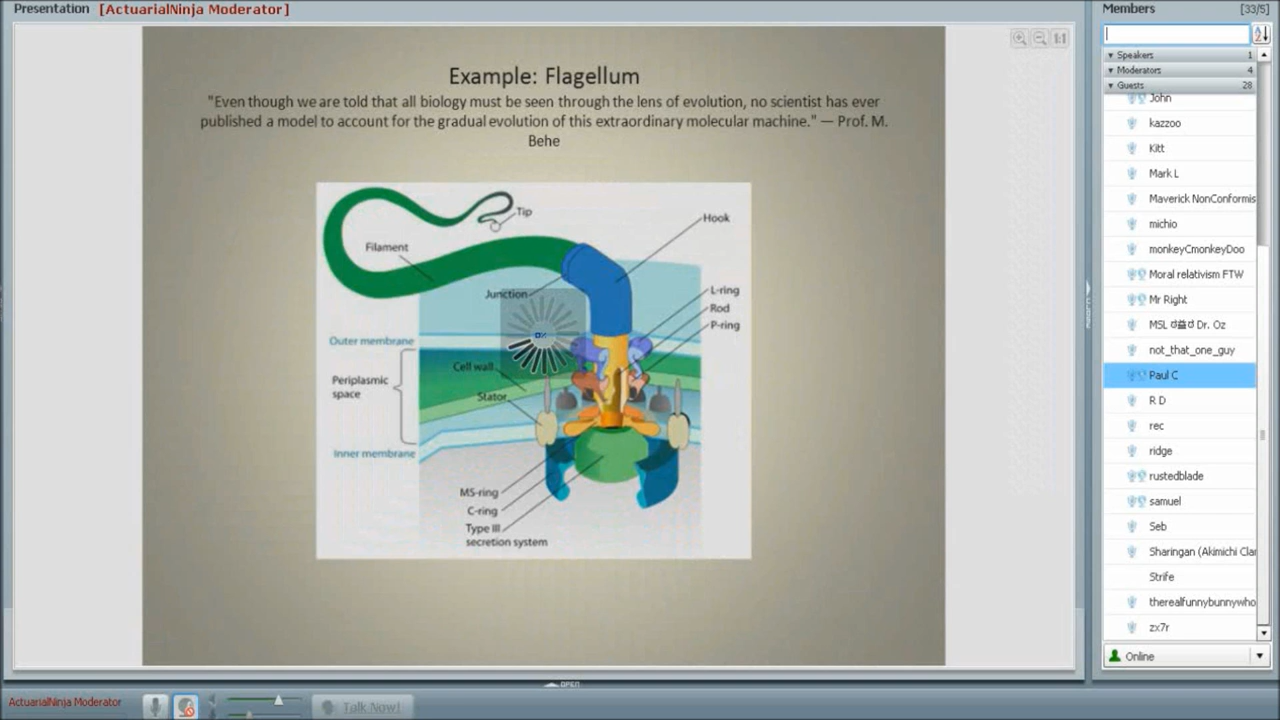 Presentation [ActuarialNinja Moderator]
Example: Flagellum
"Even though we are told that all biology must be seen through the lens of evolution, no scientist has ever
published a model to account for the gradual evolution of this extraordinary molecular machine." — Prof. M.
Behe
Tip
Hook
Filament
Junction
L-ring
Rod
P-ring
Outer membrane
Cell wall
Periplasmic
space
Stator
Inner membrane
MS-ring
C-ring
Type III
secretion system
OPEN
ActuarialNinja Moderator
Talk Now!
Members [33/5]
Speakers 1
Moderators 4
Guests 28
John
kazzoo
Kitt
Mark L
Maverick NonConformis
michio
monkeyCmonkeyDoo
Moral relativism FTW
Mr Right
MSL Dr. Oz
not_that_one_guy
Paul C
R D
rec
ridge
rustedblade
samuel
Seb
Sharingan (Akimichi Clar
Strife
therealfunnybunnywho
zx7r
Online